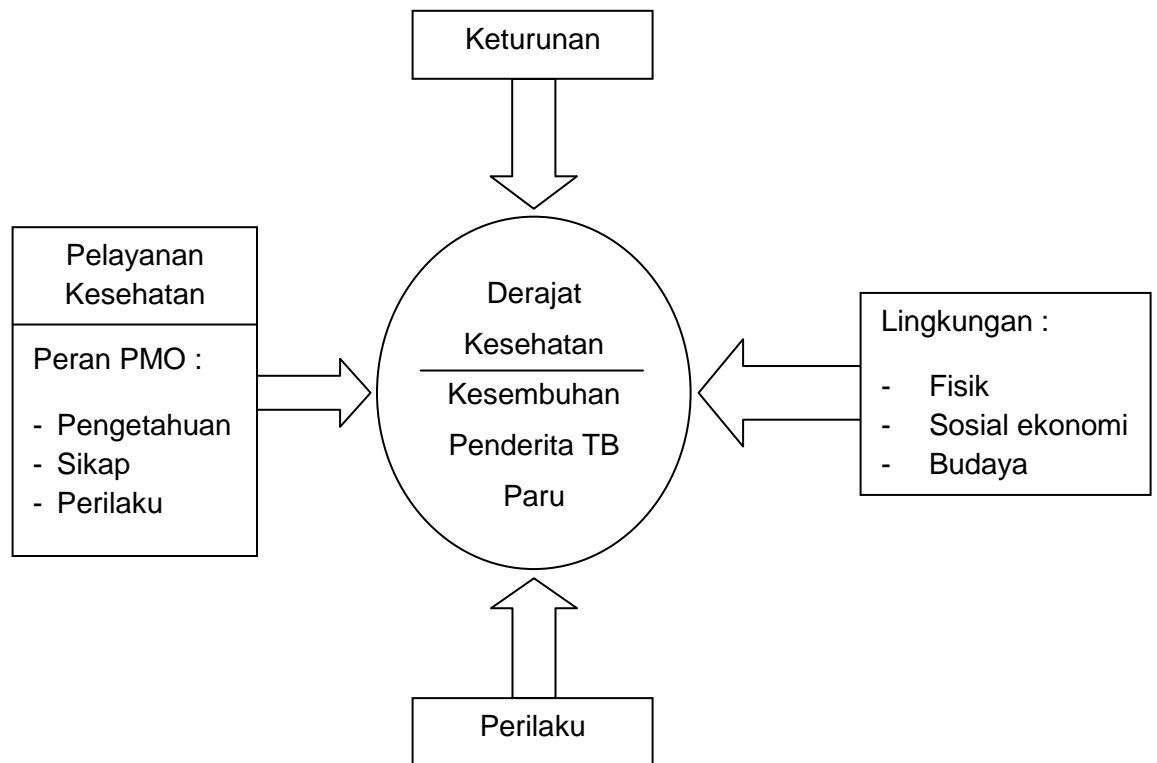 Keturunan
Pelayanan
Kesehatan
Peran PMO :
- Pengetahuan
- Sikap
- Perilaku
Derajat
Kesehatan
Kesembuhan
Penderita TB
Paru
Lingkungan :
- Fisik
- Sosial ekonomi
- Budaya
Perilaku